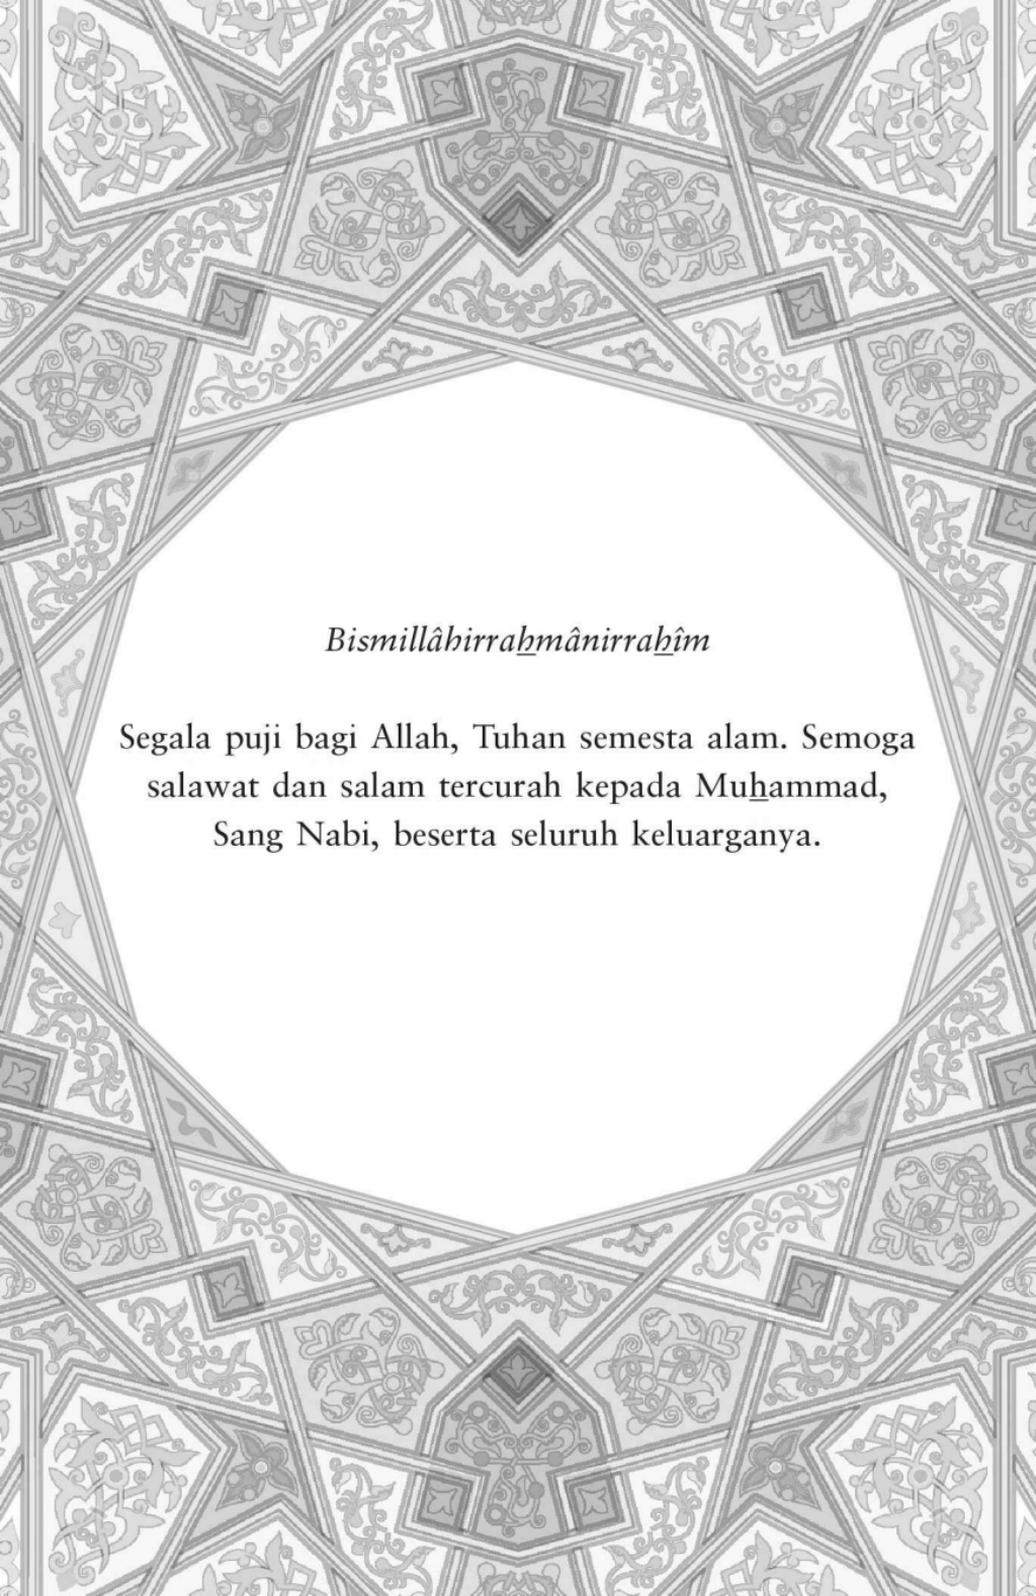 Bismillâhirraẖmânirraẖîm
Segala puji bagi Allah, Tuhan semesta alam. Semoga
salawat dan salam tercurah kepada Muẖammad,
Sang Nabi, beserta seluruh keluarganya.